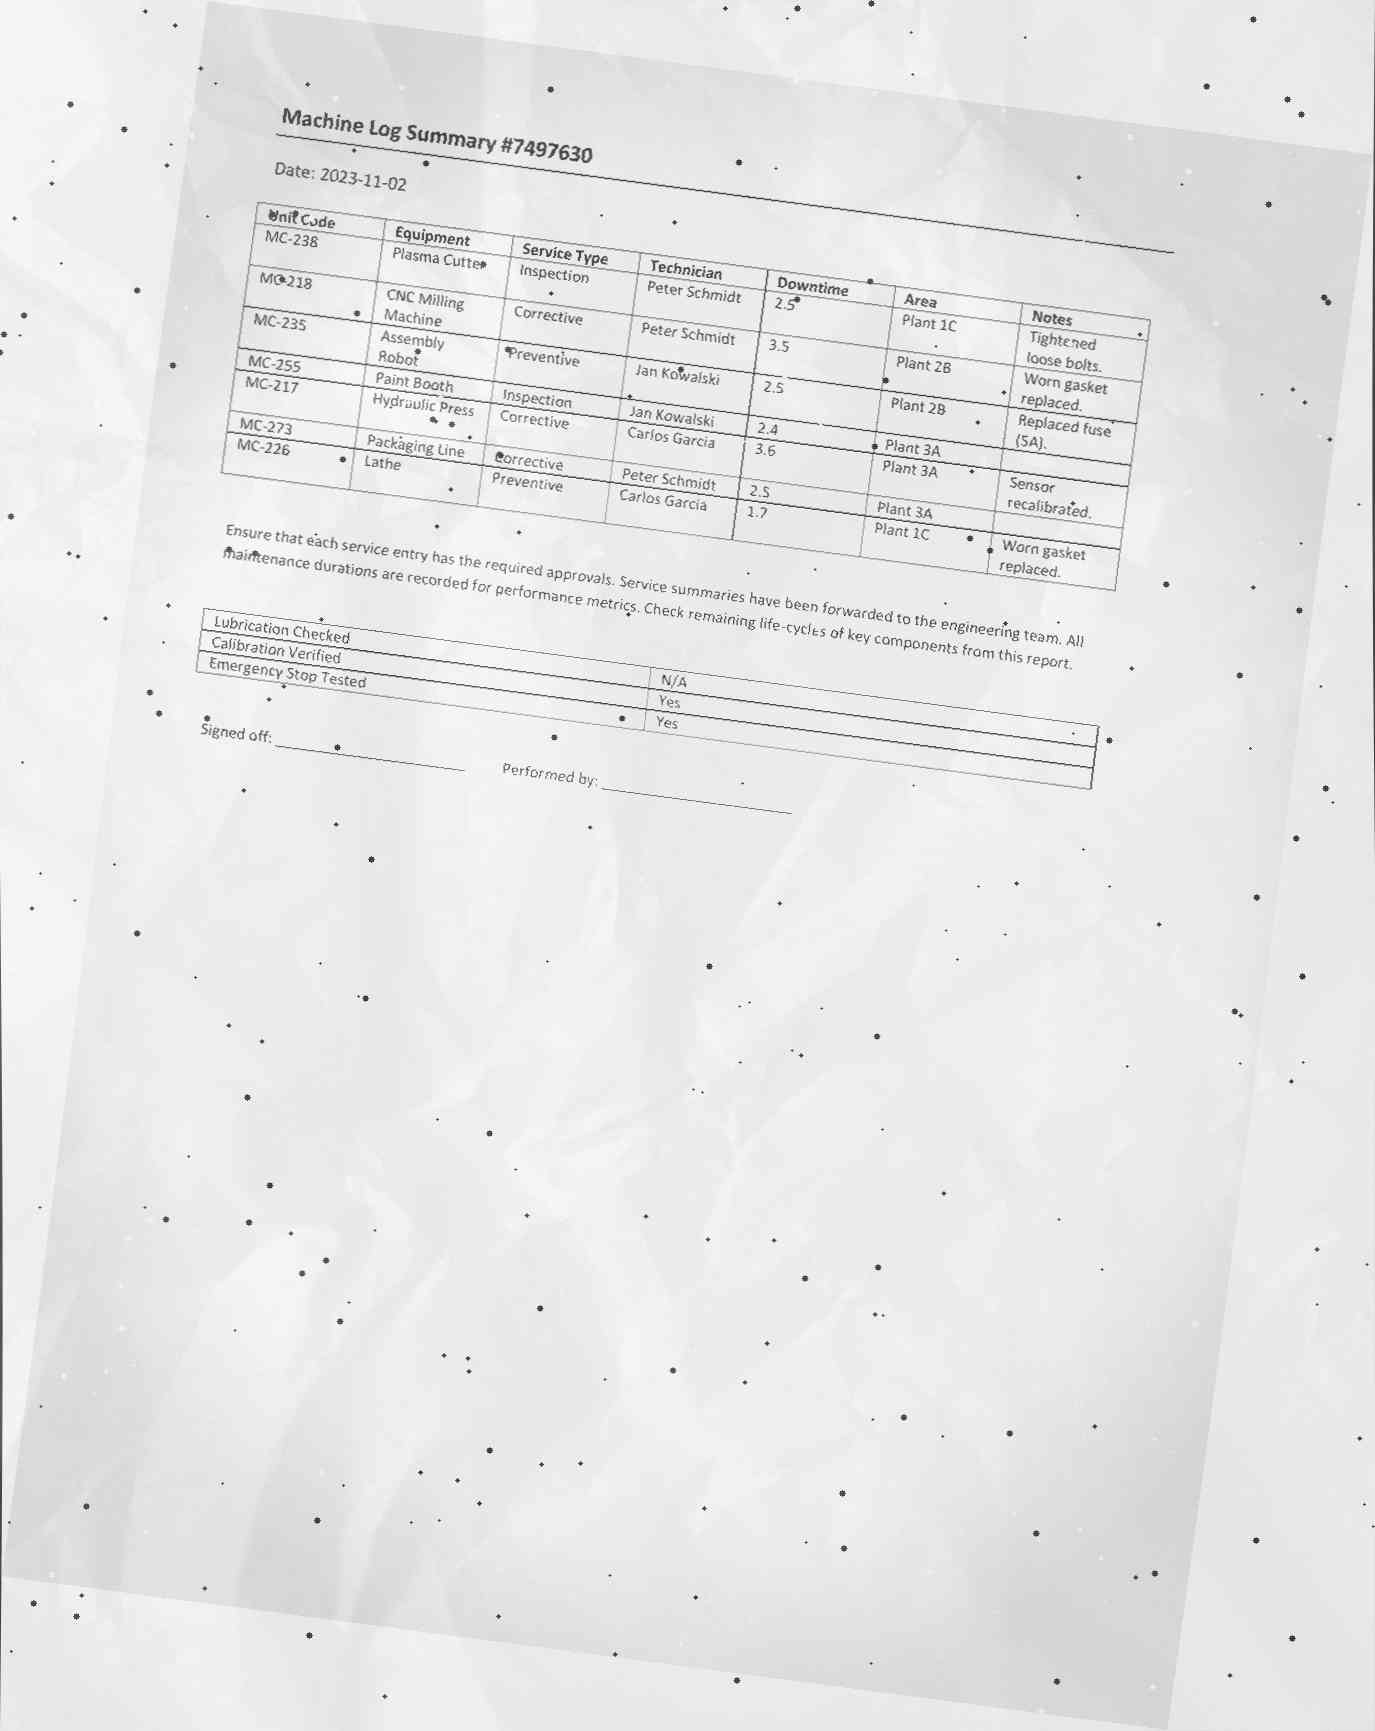 Machine Log Summary #7497630
Date: 2023-11-02
Unit Code Equipment Service Type Technician Downtime Area Notes
MC-238 Plasma Cutter Inspection Peter Schmidt 2.5 Plant 1C Tightened loose bolts.
MC-218 CNC Milling Machine Corrective Peter Schmidt 3.5 Plant 2B Worn gasket replaced.
MC-235 Assembly Robot Preventive Jan Kowalski 2.5 Plant 2B Replaced fuse (5A).
MC-255 Paint Booth Inspection Jan Kowalski 2.4 Plant 3A
MC-217 Hydraulic Press Corrective Carlos Garcia 3.6 Plant 3A Sensor recalibrated.
MC-273 Packaging Line Corrective Peter Schmidt 2.5 Plant 3A
MC-226 Lathe Preventive Carlos Garcia 1.7 Plant 1C Worn gasket replaced.
Ensure that each service entry has the required approvals. Service summaries have been forwarded to the engineering team. All
maintenance durations are recorded for performance metrics. Check remaining life-cycles of key components from this report.
Lubrication Checked N/A
Calibration Verified Yes
Emergency Stop Tested Yes
Signed off: Performed by: